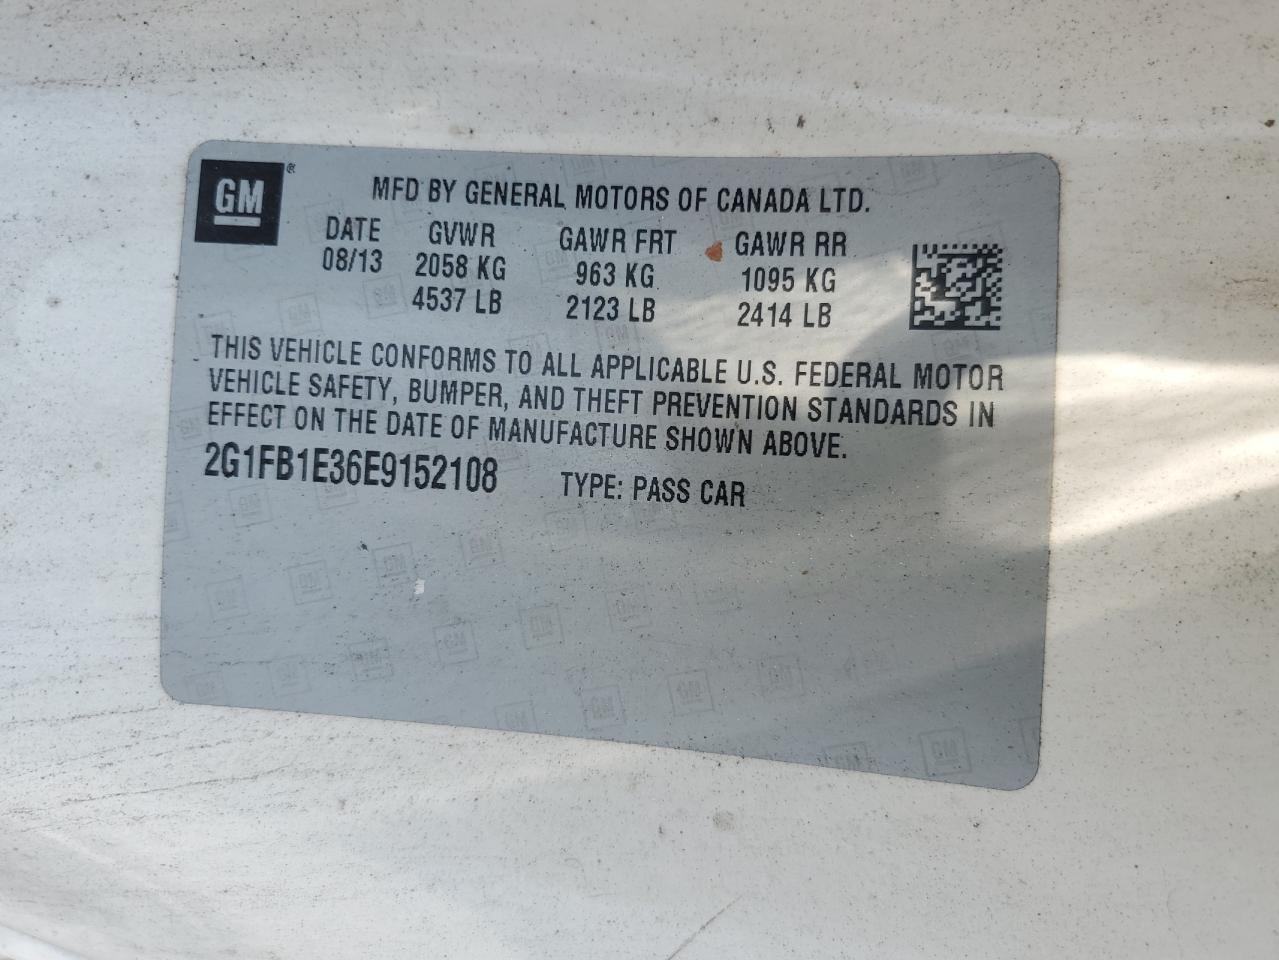 GM ®
MFD BY GENERAL MOTORS OF CANADA LTD.
DATE GVWR GAWR FRT GAWR RR
08/13 2058 KG 963 KG 1095 KG
4537 LB 2123 LB 2414 LB
THIS VEHICLE CONFORMS TO ALL APPLICABLE U.S. FEDERAL MOTOR
VEHICLE SAFETY, BUMPER, AND THEFT PREVENTION STANDARDS IN
EFFECT ON THE DATE OF MANUFACTURE SHOWN ABOVE.
2G1FB1E36E9152108 TYPE: PASS CAR